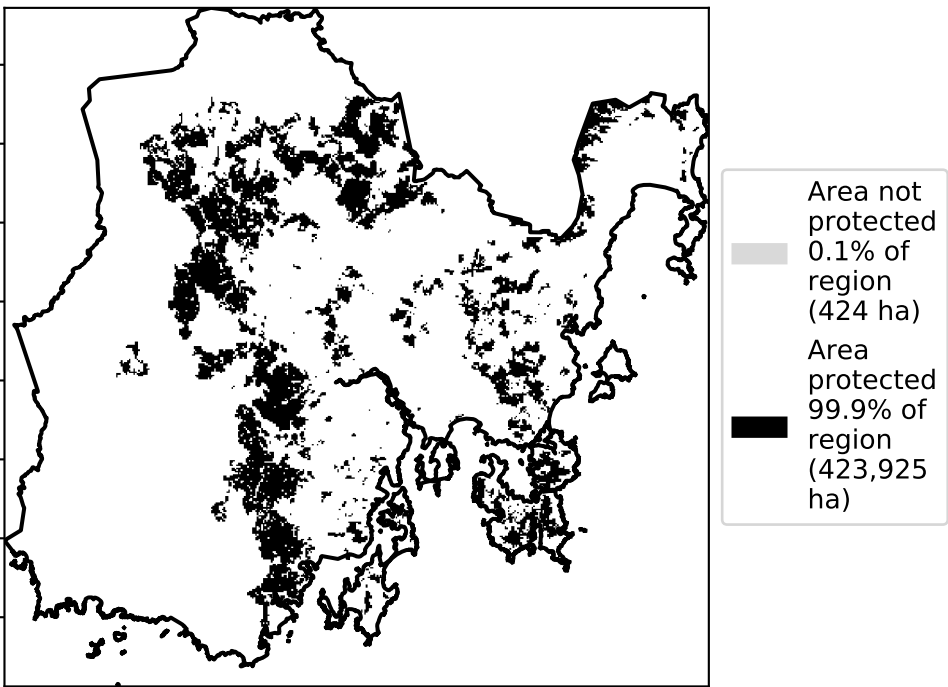 Area not
protected
0.1% of
region
(424 ha)
Area
protected
99.9% of
region
(423,925
ha)